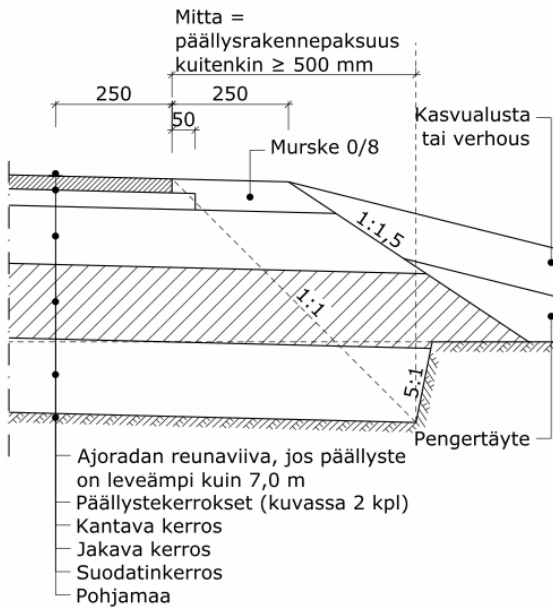 Mitta =
päällysrakennepaksuus
kuitenkin ≥ 500 mm
250
250
50
Kasvualusta
tai verhous
Murske 0/8
1:1,5
1:1
5:1
Pengertäyte
Ajoradan reunaviiva, jos päällyste
on leveämpi kuin 7,0 m
Päällystekerrokset (kuvassa 2 kpl)
Kantava kerros
Jakava kerros
Suodatinkerros
Pohjamaa